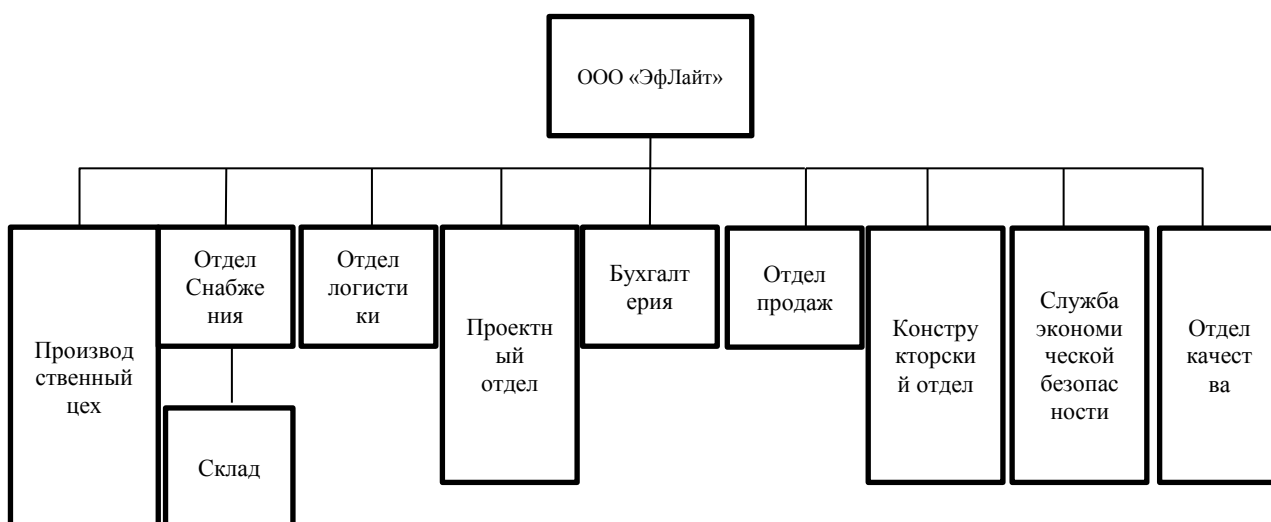 ООО «ЭфЛайт»
Производ
ственный
цех
Отдел
Снабже
ния
Склад
Отдел
логисти
ки
Проектн
ый
отдел
Бухгалт
ерия
Отдел
продаж
Констру
кторски
й отдел
Служба
экономи
ческой
безопас
ности
Отдел
качест
ва